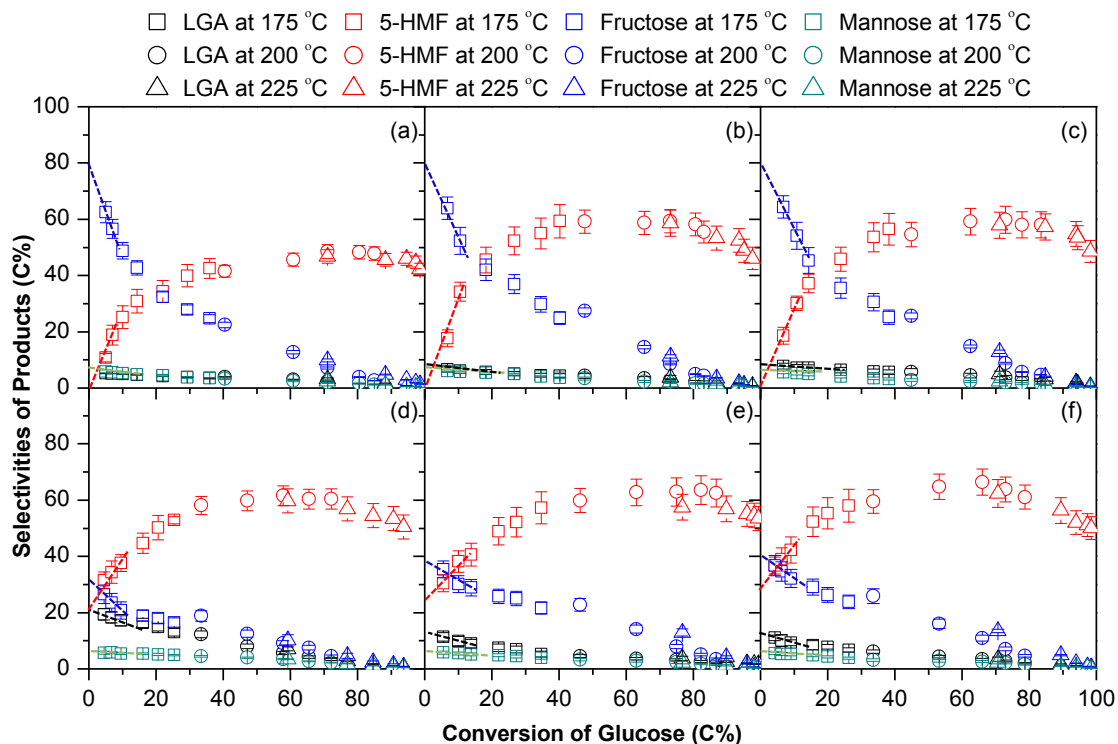 LGA at 175 °C 5-HMF at 175 °C Fructose at 175 °C Mannose at 175 °C
LGA at 200 °C 5-HMF at 200 °C Fructose at 200 °C Mannose at 200 °C
LGA at 225 °C 5-HMF at 225 °C Fructose at 225 °C Mannose at 225 °C
100
(a) (b) (c)
80
60
40
20
0
(d) (e) (f)
80
60
40
20
0
0 20 40 60 80 0 20 40 60 80 0 20 40 60 80 100
Selectivities of Products (C%)
Conversion of Glucose (C%)